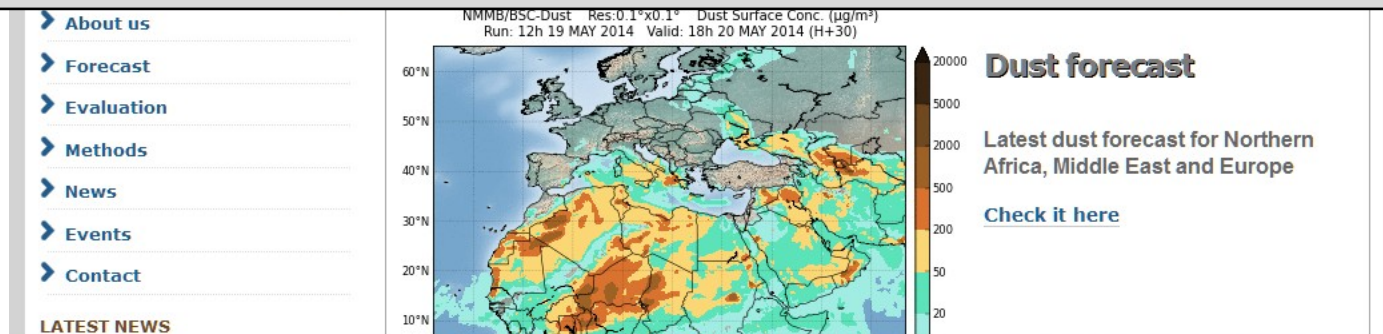 About us
Forecast
Evaluation
Methods
News
Events
Contact
LATEST NEWS
NMMB/BSC-Dust Res:0.1°x0.1° Dust Surface Conc. (µg/m³)
Run: 12h 19 MAY 2014 Valid: 18h 20 MAY 2014 (H+30)
60°N
50°N
40°N
30°N
20°N
10°N
20000
5000
2000
500
200
50
20
Dust forecast
Latest dust forecast for Northern
Africa, Middle East and Europe
Check it here